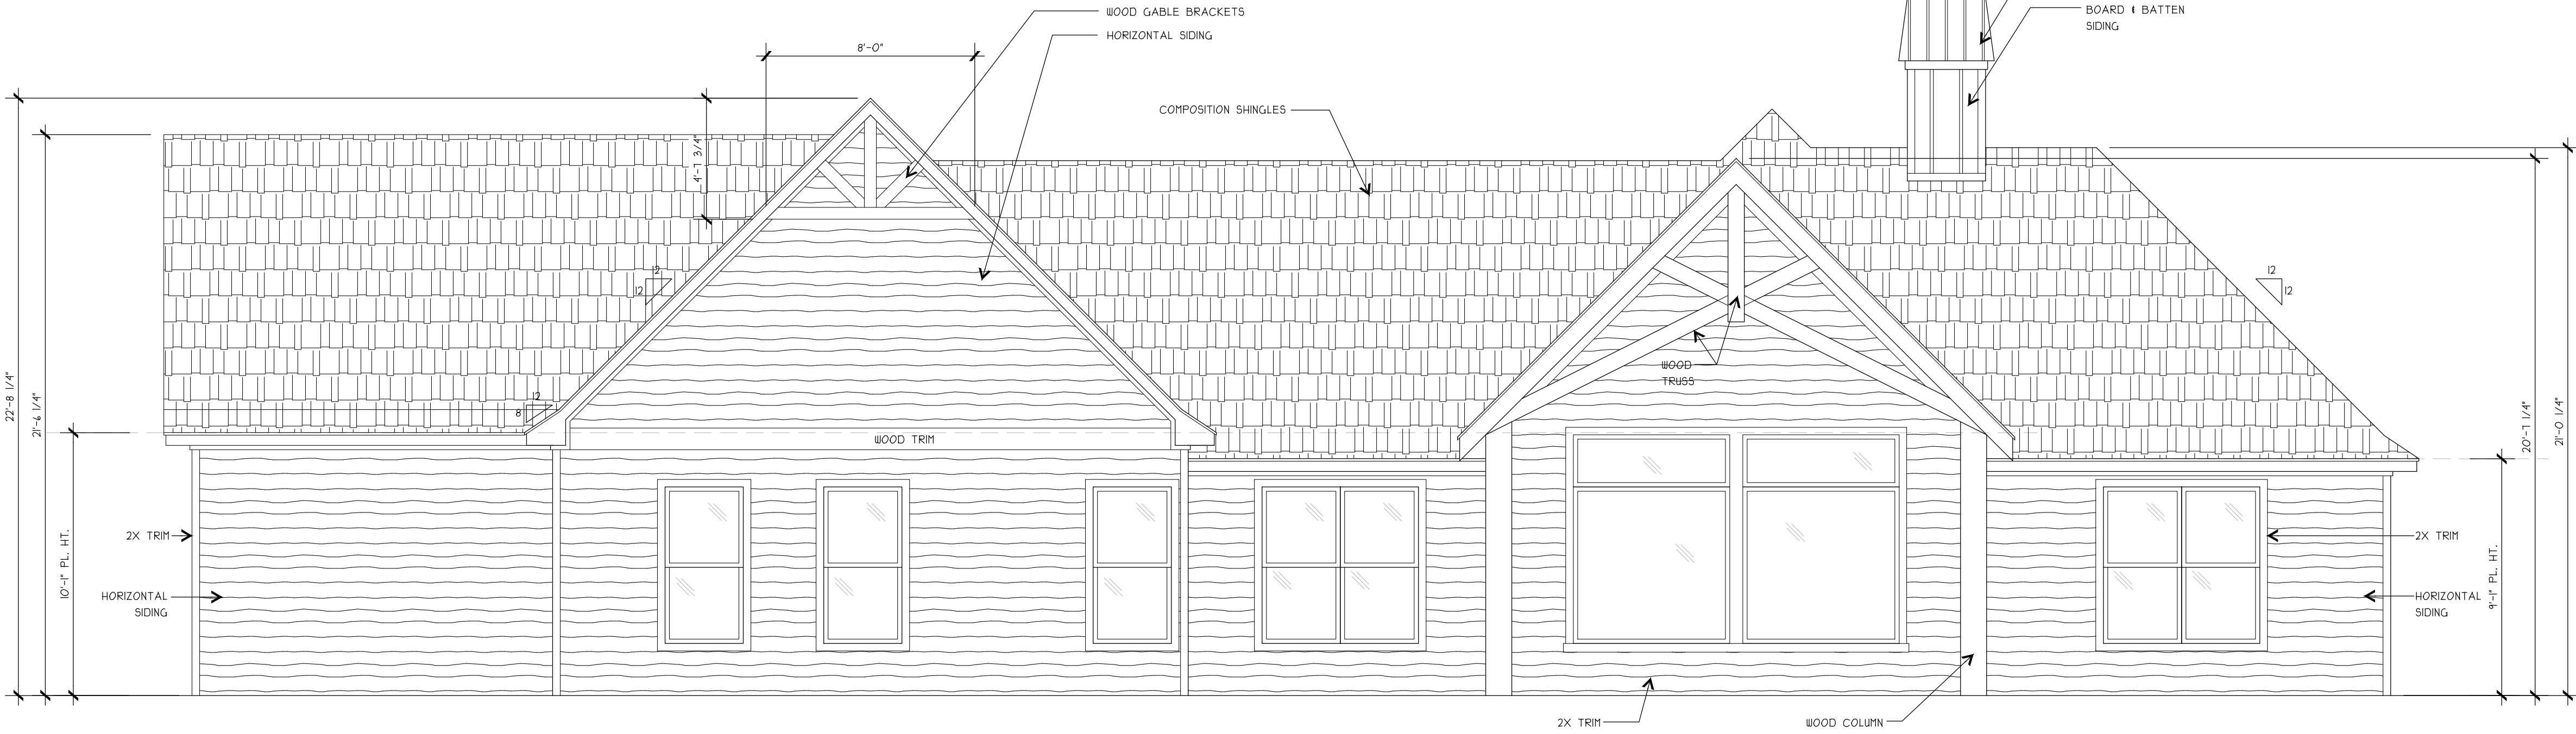 WOOD GABLE BRACKETS
HORIZONTAL SIDING
BOARD & BATTEN
SIDING
8'-0"
COMPOSITION SHINGLES
4'-7 3/4"
12
12
12
12
12
8
WOOD
TRUSS
22'-8 1/4"
21'-6 1/4"
20'-7 1/4"
21'-0 1/4"
WOOD TRIM
2X TRIM
10'-1" PL. HT.
HORIZONTAL
SIDING
2X TRIM
9'-1" PL. HT.
HORIZONTAL
SIDING
2X TRIM
WOOD COLUMN